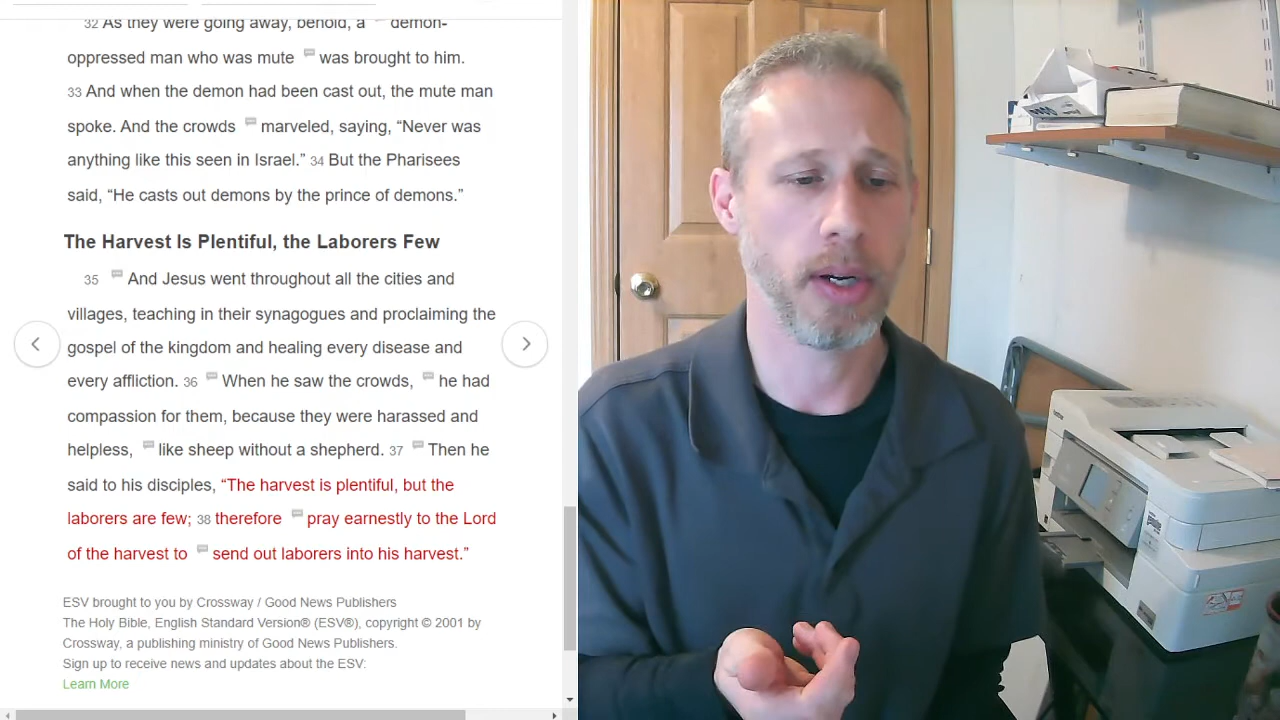 32 As they were going away, behold, a demon-
oppressed man who was mute was brought to him.
33 And when the demon had been cast out, the mute man
spoke. And the crowds marveled, saying, “Never was
anything like this seen in Israel.” 34 But the Pharisees
said, “He casts out demons by the prince of demons.”
The Harvest Is Plentiful, the Laborers Few
35 And Jesus went throughout all the cities and
villages, teaching in their synagogues and proclaiming the
gospel of the kingdom and healing every disease and
every affliction. 36 When he saw the crowds, he had
compassion for them, because they were harassed and
helpless, like sheep without a shepherd. 37 Then he
said to his disciples, “The harvest is plentiful, but the
laborers are few; 38 therefore pray earnestly to the Lord
of the harvest to send out laborers into his harvest.”
ESV brought to you by Crossway / Good News Publishers
The Holy Bible, English Standard Version® (ESV®), copyright © 2001 by
Crossway, a publishing ministry of Good News Publishers.
Sign up to receive news and updates about the ESV:
Learn More